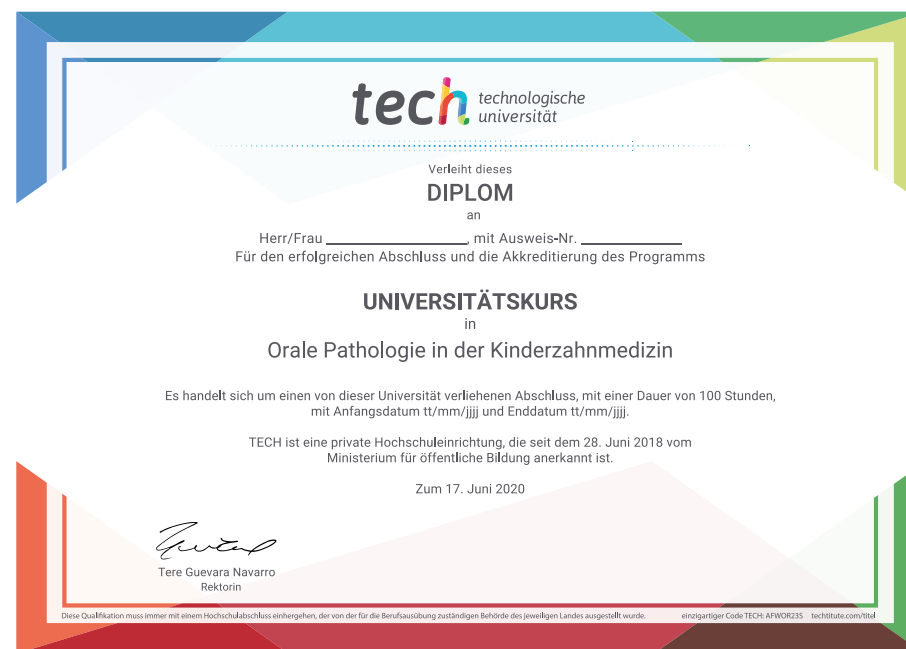 tech technologische
universität
Verleiht dieses
DIPLOM
an
Herr/Frau ____________________, mit Ausweis-Nr. ______________
Für den erfolgreichen Abschluss und die Akkreditierung des Programms
UNIVERSITÄTSKURS
in
Orale Pathologie in der Kinderzahnmedizin
Es handelt sich um einen von dieser Universität verliehenen Abschluss, mit einer Dauer von 100 Stunden,
mit Anfangsdatum tt/mm/jjjj und Enddatum tt/mm/jjjj.
TECH ist eine private Hochschuleinrichtung, die seit dem 28. Juni 2018 vom
Ministerium für öffentliche Bildung anerkannt ist.
Zum 17. Juni 2020
Tere Guevara Navarro
Rektorin
Diese Qualifikation muss immer mit einem Hochschulabschluss einhergehen, der von der für die Berufsausübung zuständigen Behörde des jeweiligen Landes ausgestellt wurde. einzigartiger Code TECH: AFWOR23S techtitute.com/titel